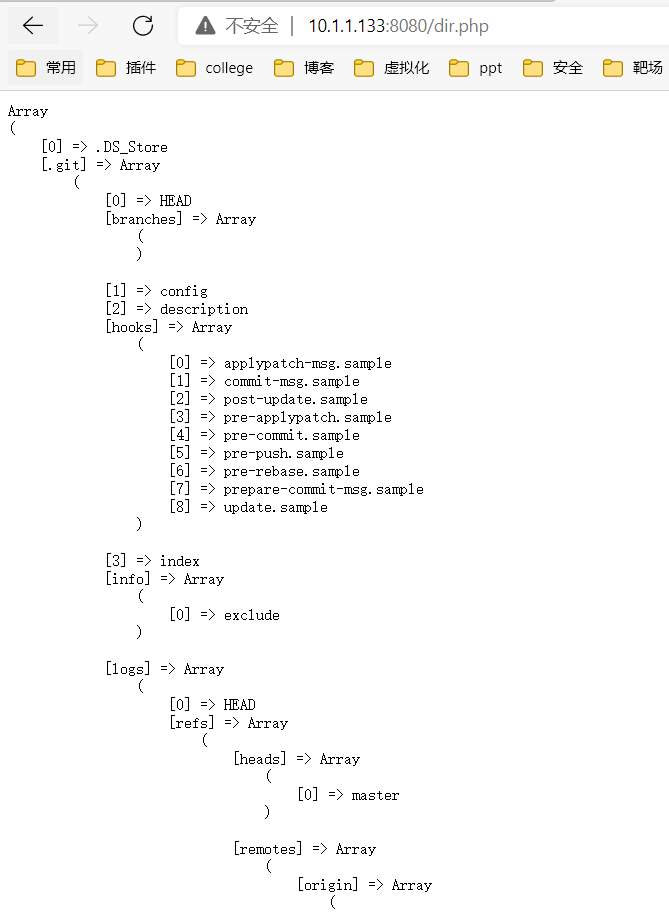 不安全 | 10.1.1.133:8080/dir.php
常用 插件 college 博客 虚拟化 ppt 安全 靶场
Array
(
    [0] => .DS_Store
    [.git] => Array
        (
            [0] => HEAD
            [branches] => Array
                (
                )

            [1] => config
            [2] => description
            [hooks] => Array
                (
                    [0] => applypatch-msg.sample
                    [1] => commit-msg.sample
                    [2] => post-update.sample
                    [3] => pre-applypatch.sample
                    [4] => pre-commit.sample
                    [5] => pre-push.sample
                    [6] => pre-rebase.sample
                    [7] => prepare-commit-msg.sample
                    [8] => update.sample
                )

            [3] => index
            [info] => Array
                (
                    [0] => exclude
                )

            [logs] => Array
                (
                    [0] => HEAD
                    [refs] => Array
                        (
                            [heads] => Array
                                (
                                    [0] => master
                                )

                            [remotes] => Array
                                (
                                    [origin] => Array
                                        (